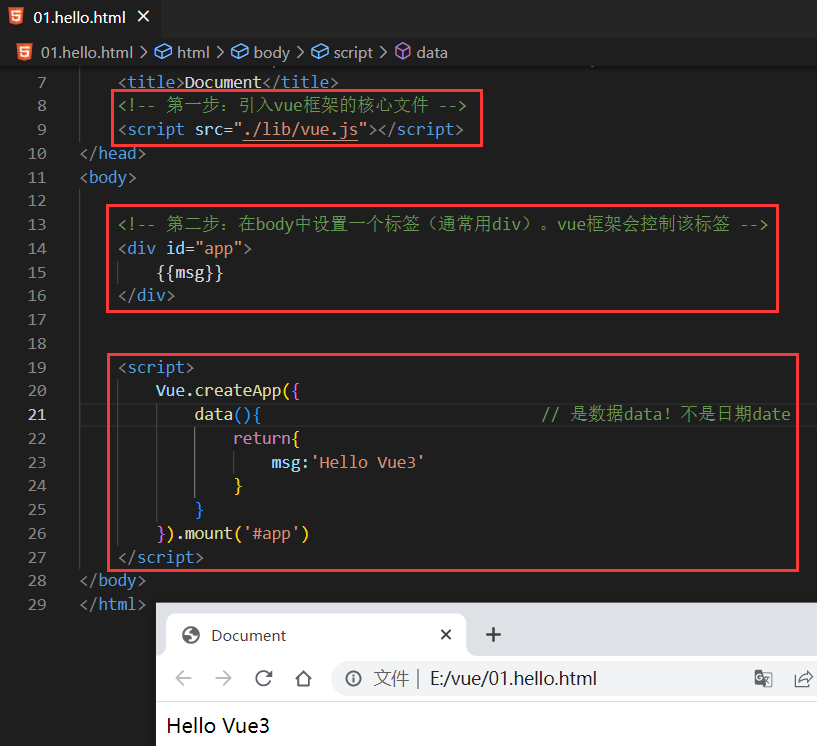 01.hello.html
01.hello.html > html > body > script > data
7 <title>Document</title>
8 <!-- 第一步：引入vue框架的核心文件 -->
9 <script src="./lib/vue.js"></script>
10 </head>
11 <body>
12
13 <!-- 第二步：在body中设置一个标签（通常用div）。vue框架会控制该标签 -->
14 <div id="app">
15 {{msg}}
16 </div>
17
18
19 <script>
20 Vue.createApp({
21 data(){ // 是数据data！不是日期date
22 return{
23 msg:'Hello Vue3'
24 }
25 }
26 }).mount('#app')
27 </script>
28 </body>
29 </html>
Document
文件 | E:/vue/01.hello.html
Hello Vue3